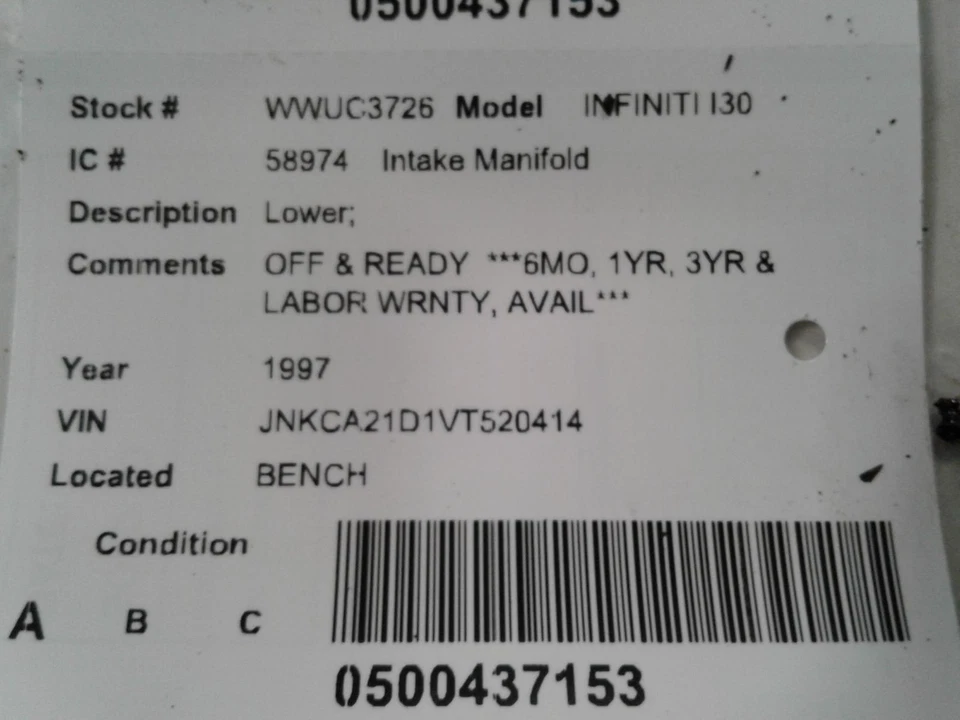 0500437153
Stock # WWUC3726 Model INFINITI I30
IC # 58974 Intake Manifold
Description Lower;
Comments OFF & READY ***6MO, 1YR, 3YR &
LABOR WRNTY, AVAIL***
Year 1997
VIN JNKCA21D1VT520414
Located BENCH
Condition
A B C
0500437153